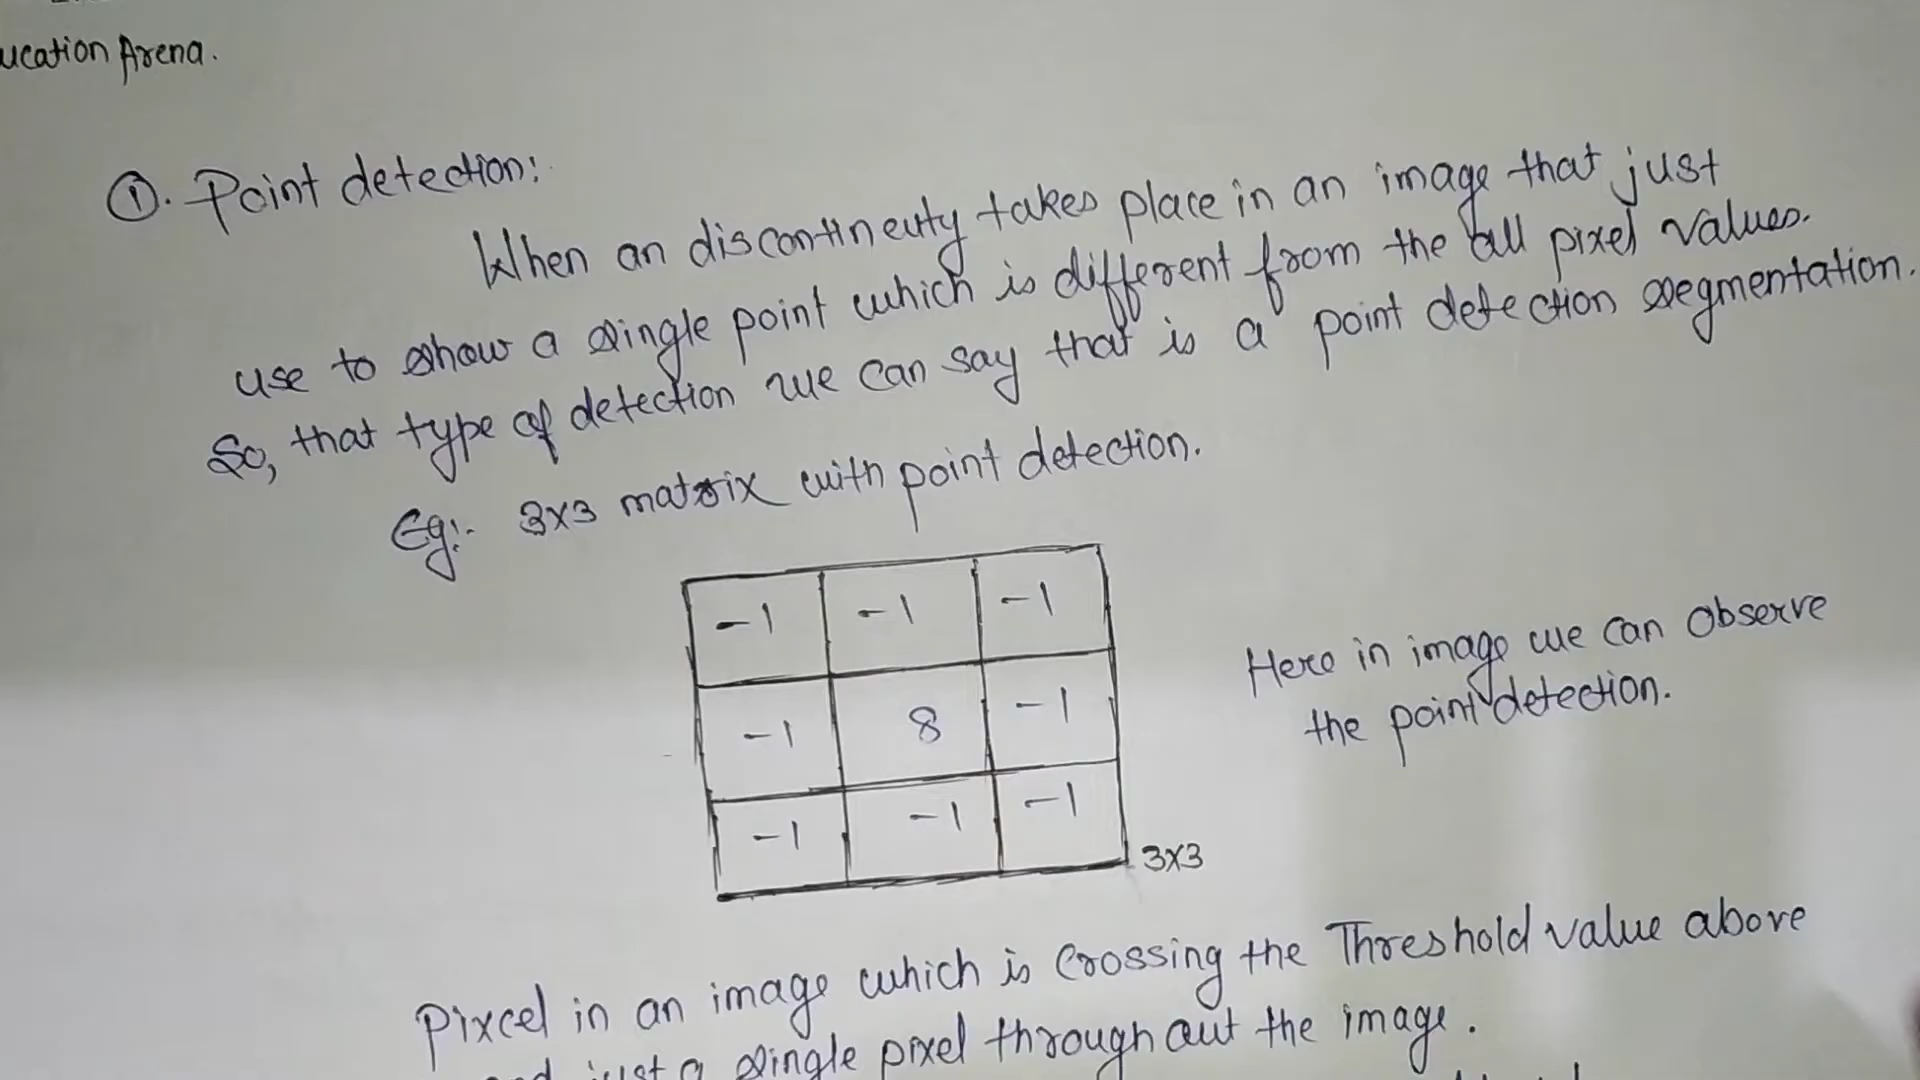 ucation Arena.
①. Point detection:
When an discontineuty takes place in an image that just
use to show a single point which is different from the all pixel values.
So, that type of detection we can say that is a point detection segmentation.
Eg:- 3x3 matrix with point detection.
-1 -1 -1
-1 8 -1
-1 -1 -1
3x3
Here in image we can observe
the point detection.
Pixcel in an image which is crossing the Threshold value above
just a single pixel through out the image.